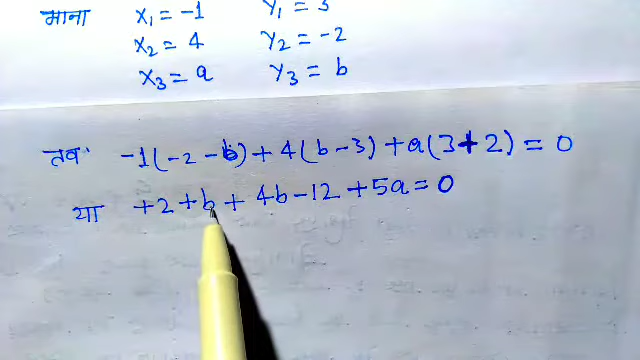 माना x₁ = -1 y₁ = 3
x₂ = 4 y₂ = -2
x₃ = a y₃ = b
तब -1(-2 - b) + 4(b - 3) + a(3 + 2) = 0
या +2 + b + 4b - 12 + 5a = 0